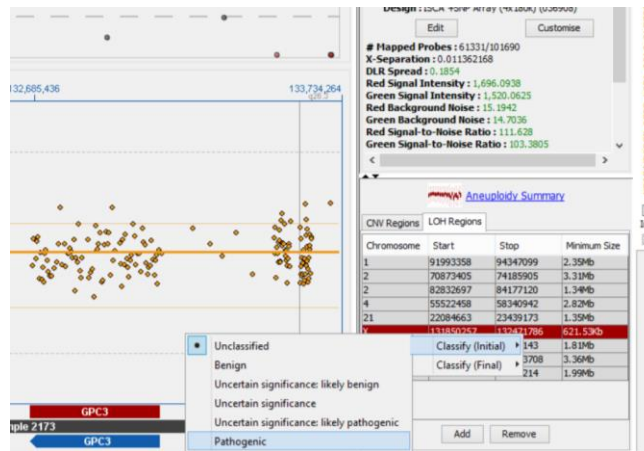 Design : ISCA +SNP Array (4x180k) (036908)
Edit Customise
# Mapped Probes : 61331/101690
X-Separation : 0.011362168
DLR Spread : 0.1854
Red Signal Intensity : 1,696.0938
Green Signal Intensity : 1,520.0625
Red Background Noise : 15.1942
Green Background Noise : 14.7036
Red Signal-to-Noise Ratio : 111.628
Green Signal-to-Noise Ratio : 103.3805
132,685,436 133,734,264
q26.3
Aneuploidy Summary
CNV Regions LOH Regions
Chromosome Start Stop Minimum Size
1 91993358 94347099 2.35Mb
2 70873405 74185905 3.31Mb
2 82832697 84177120 1.34Mb
4 55522458 58340942 2.82Mb
21 22084663 23439173 1.35Mb
X 131850257 132471786 621.53Kb
143 1.81Mb
3708 3.36Mb
214 1.99Mb
Classify (Initial)
Classify (Final)
Unclassified
Benign
Uncertain significance: likely benign
Uncertain significance
Uncertain significance: likely pathogenic
Pathogenic
GPC3
ple 2173
GPC3
Add Remove